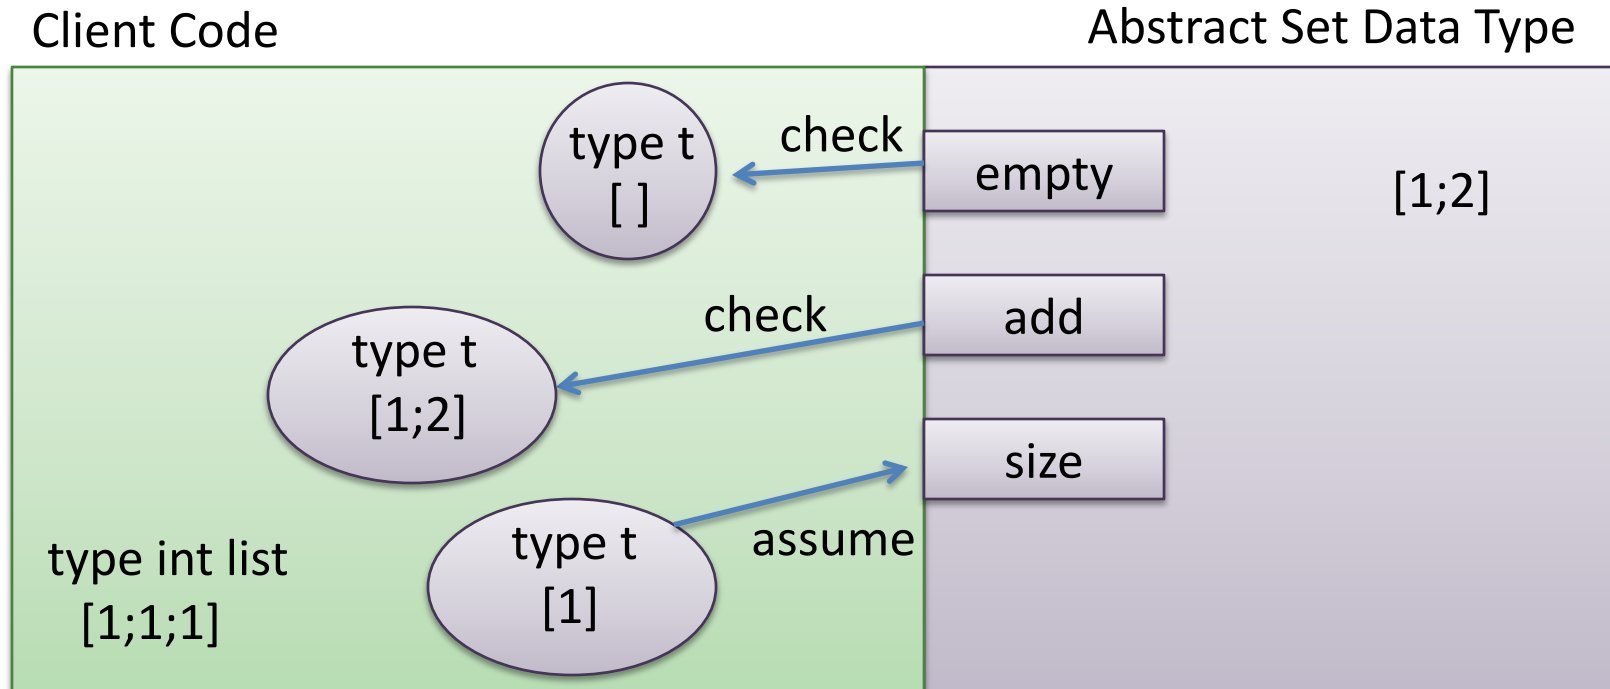 Client Code
Abstract Set Data Type
type t
[ ]
check
empty
[1;2]
type t
[1;2]
check
add
size
type t
[1]
assume
type int list
[1;1;1]